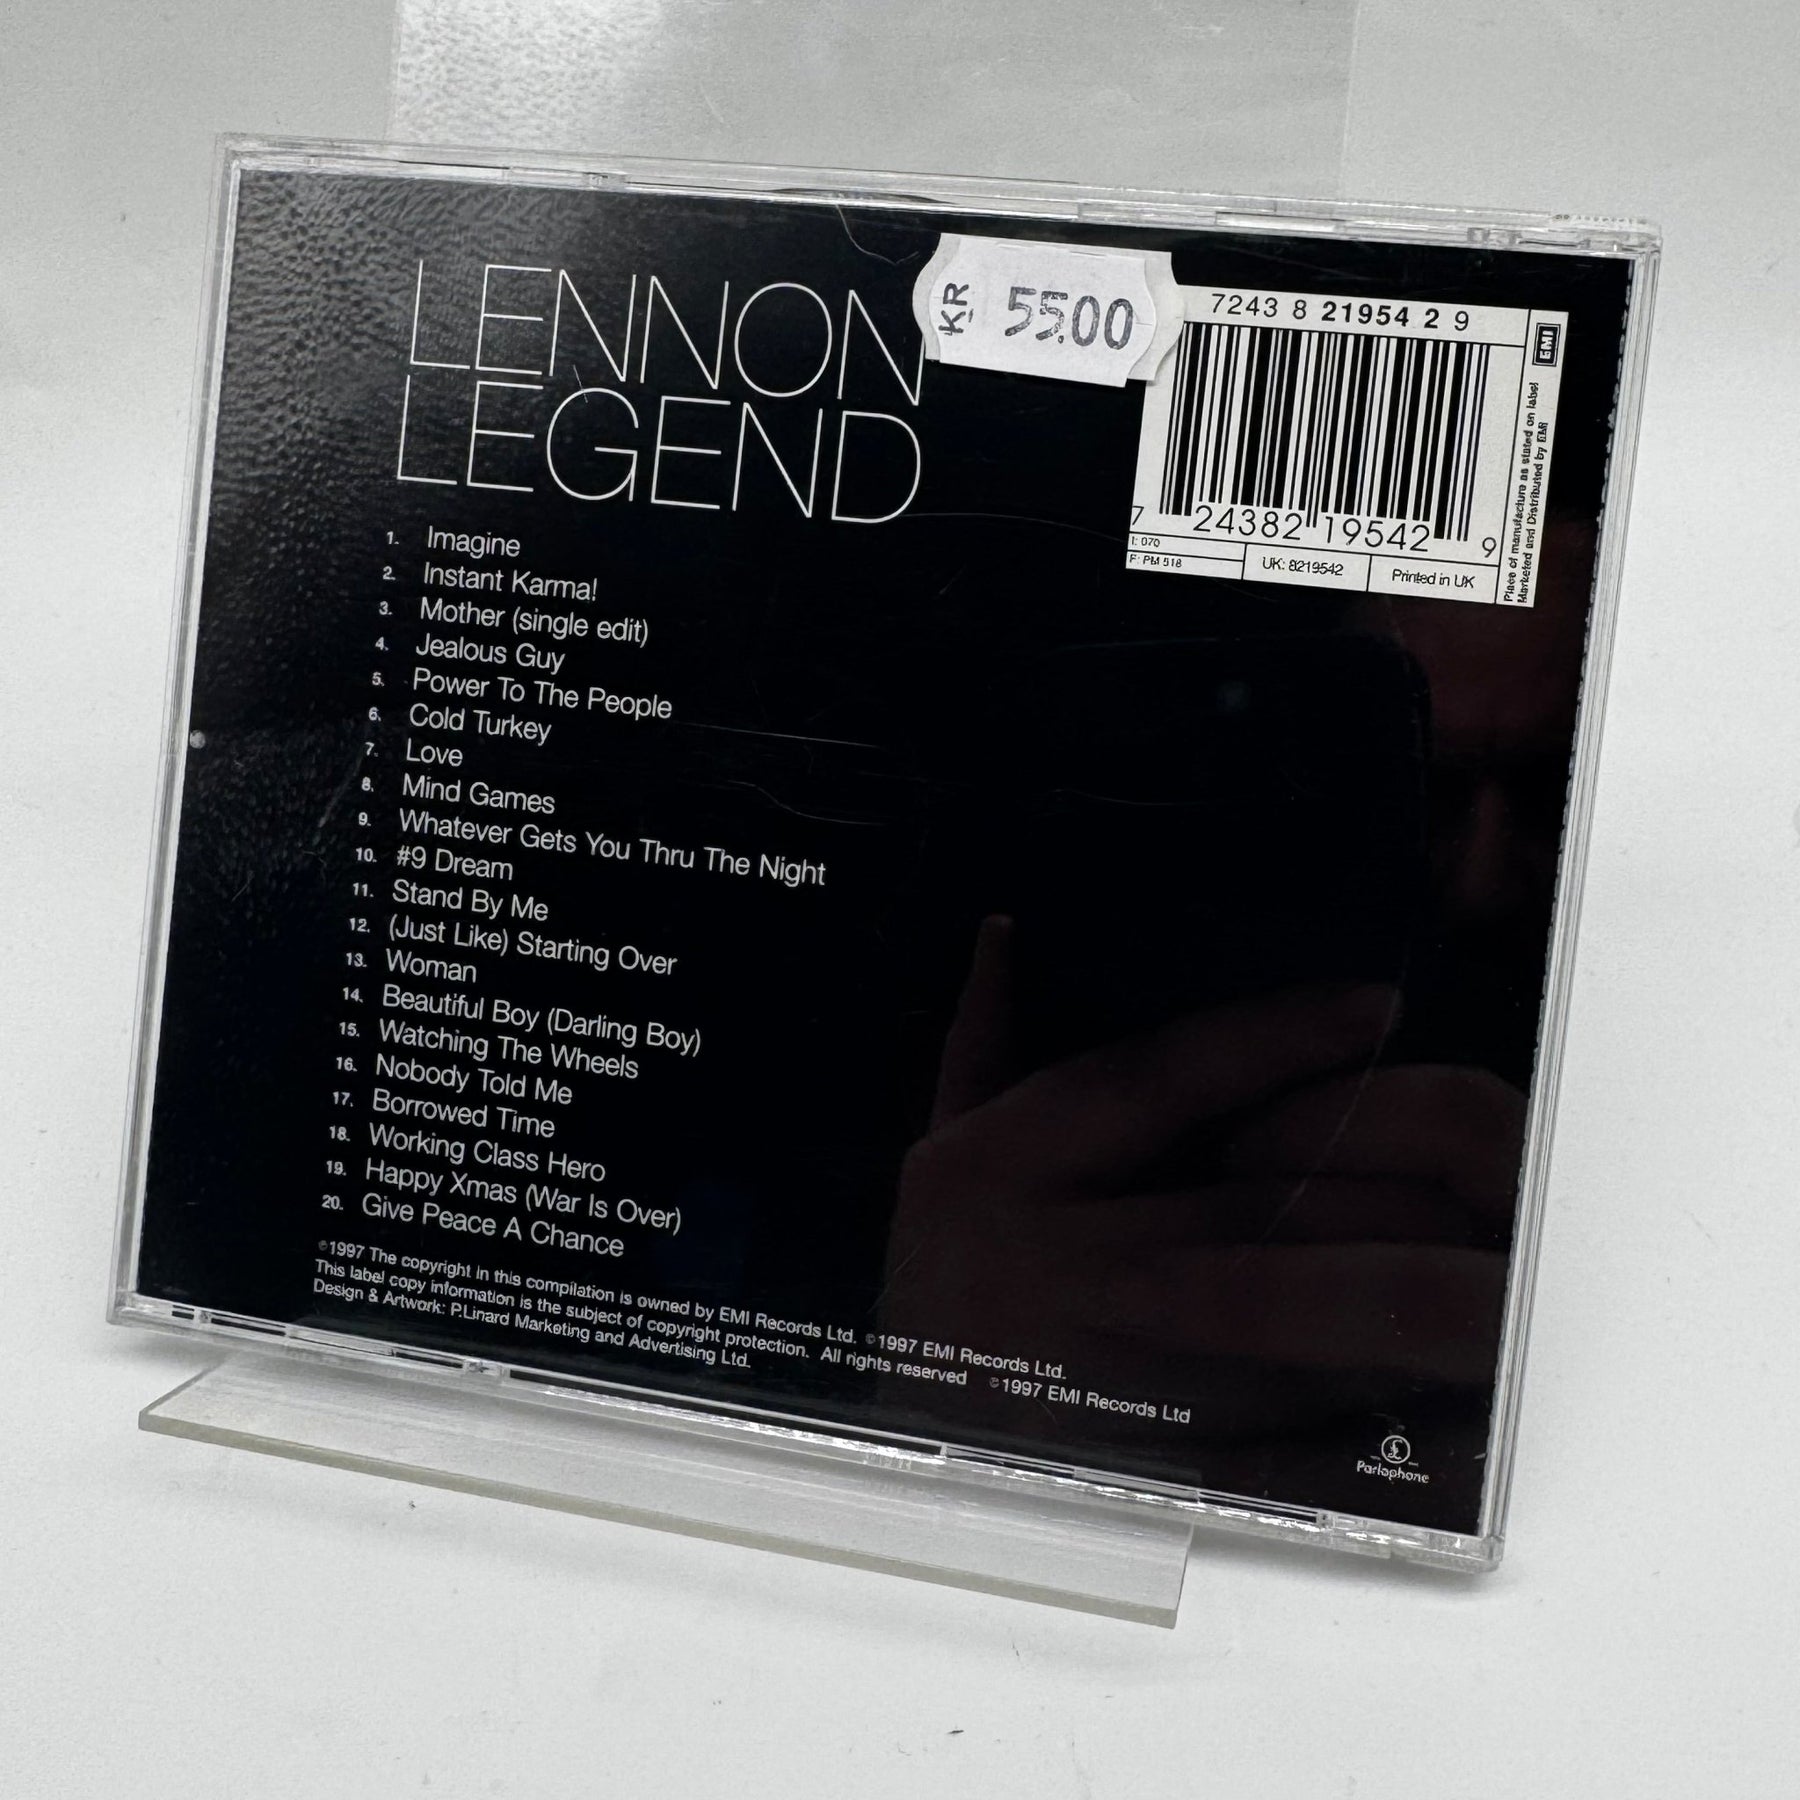 LENNON
LEGEND
KR 55.00
7243 8 21954 2 9
EMI
7 24382 19542 9
I: 070
F: PM 518
UK: 8219542
Printed in UK
Place of manufacture as stated on label
Marketed and Distributed by EMI
1. Imagine
2. Instant Karma!
3. Mother (single edit)
4. Jealous Guy
5. Power To The People
6. Cold Turkey
7. Love
8. Mind Games
9. Whatever Gets You Thru The Night
10. #9 Dream
11. Stand By Me
12. (Just Like) Starting Over
13. Woman
14. Beautiful Boy (Darling Boy)
15. Watching The Wheels
16. Nobody Told Me
17. Borrowed Time
18. Working Class Hero
19. Happy Xmas (War Is Over)
20. Give Peace A Chance
℗1997 The copyright in this compilation is owned by EMI Records Ltd. ©1997 EMI Records Ltd.
This label copy information is the subject of copyright protection. All rights reserved ©1997 EMI Records Ltd
Design & Artwork: P.Linard Marketing and Advertising Ltd.
£
Parlophone